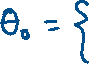 θ₀ = {